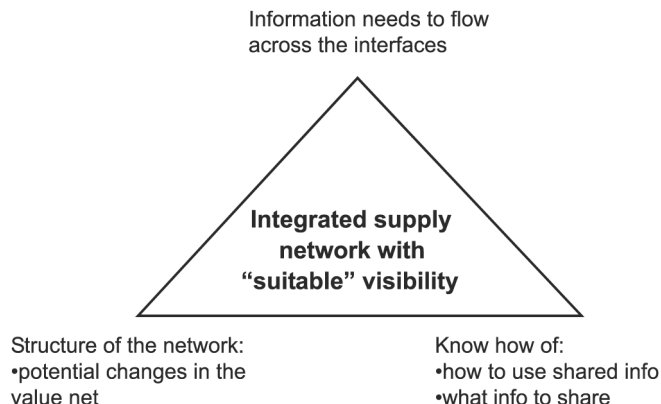 Information needs to flow
across the interfaces
Integrated supply
network with
“suitable” visibility
Structure of the network:
•potential changes in the
value net
Know how of:
•how to use shared info
•what info to share